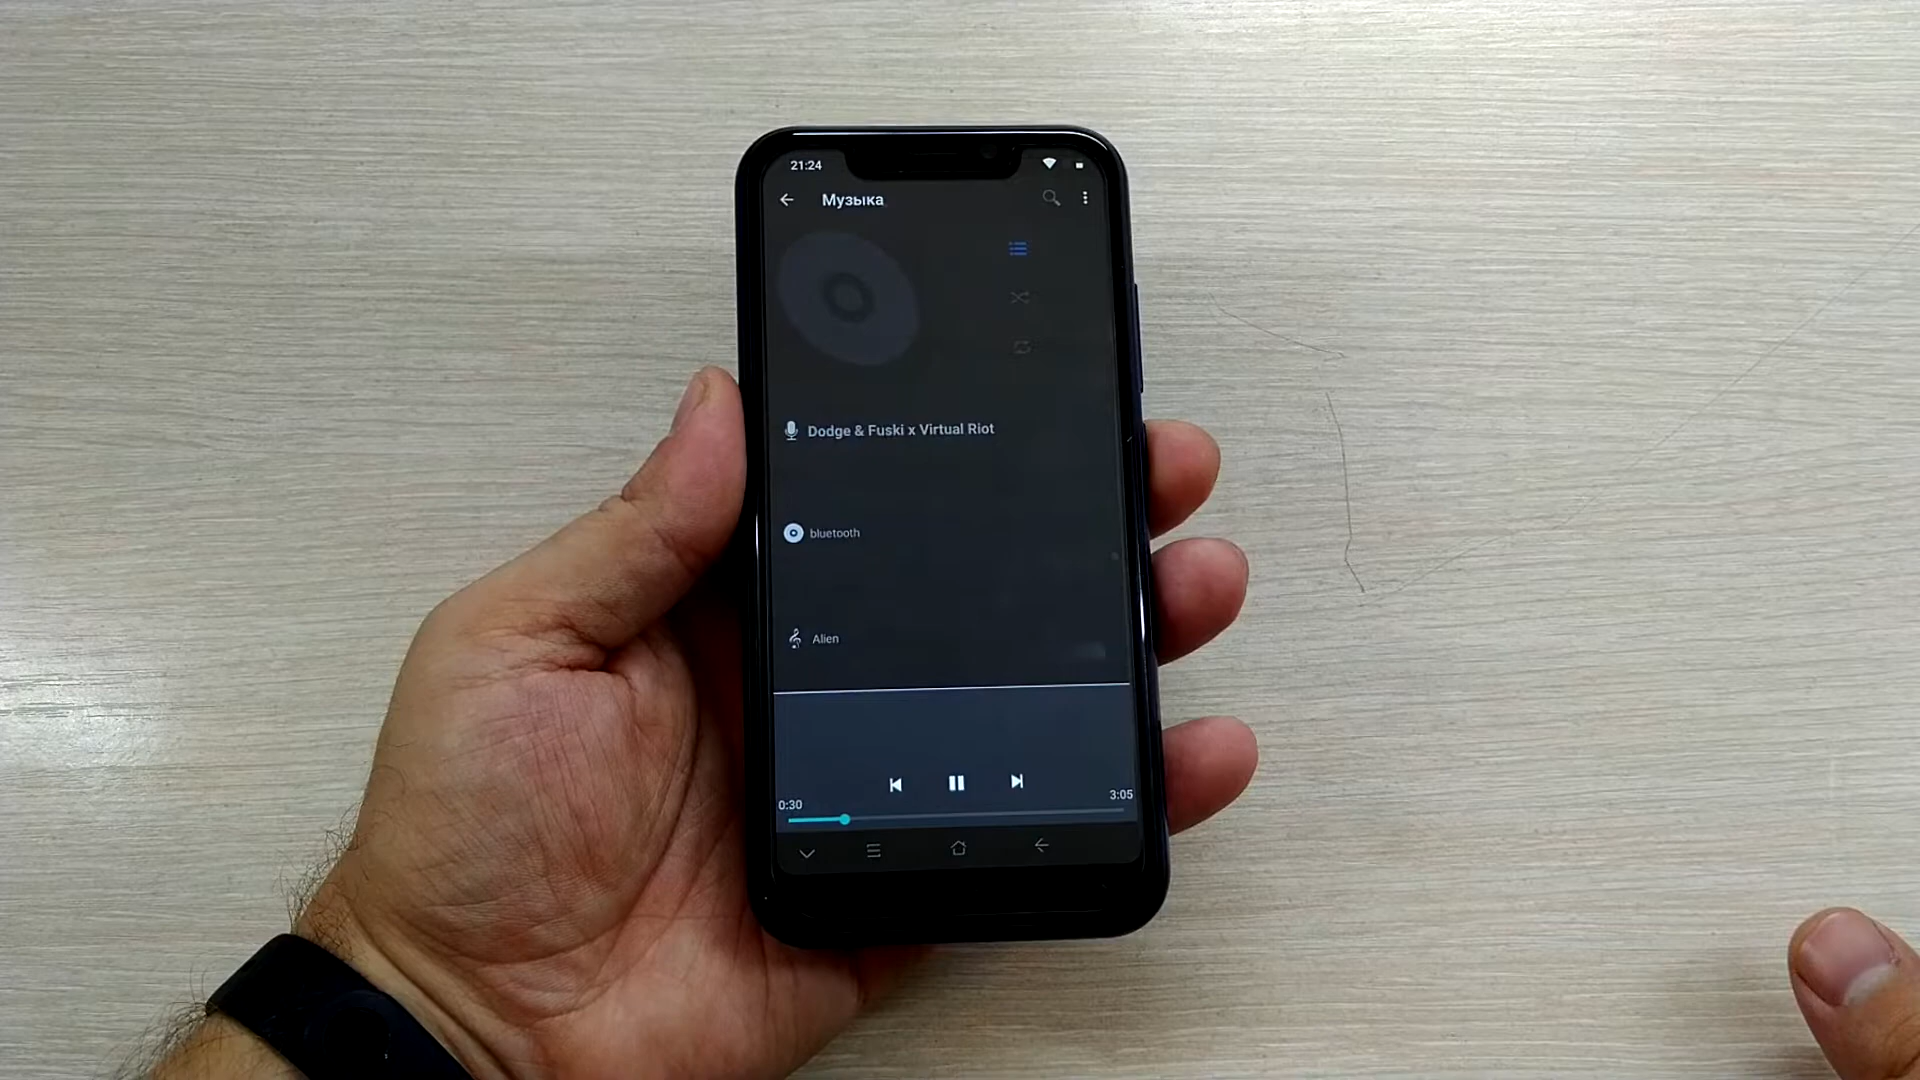 21:24
Музыка
Dodge & Fuski x Virtual Riot
bluetooth
Alien
0:30
3:05